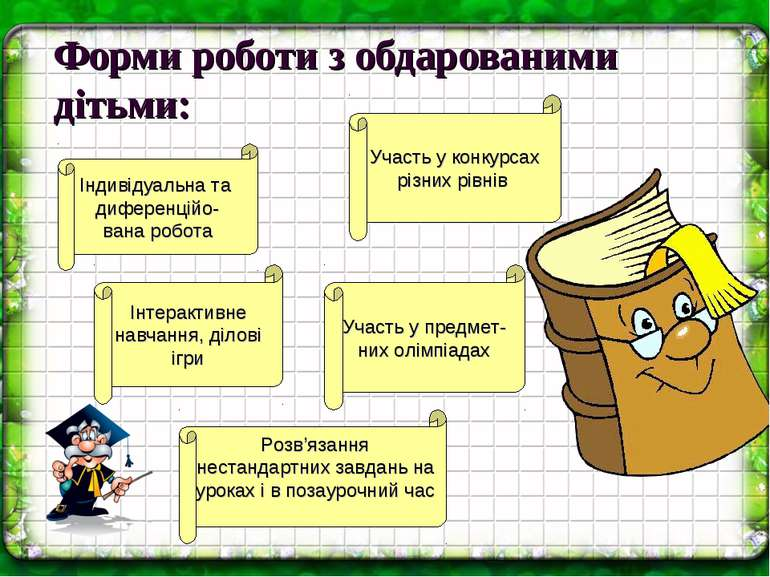 Форми роботи з обдарованими
дітьми:
Участь у конкурсах
різних рівнів
Індивідуальна та
диференційо-
вана робота
Інтерактивне
навчання, ділові
ігри
Участь у предмет-
них олімпіадах
Розв’язання
нестандартних завдань на
уроках і в позаурочний час